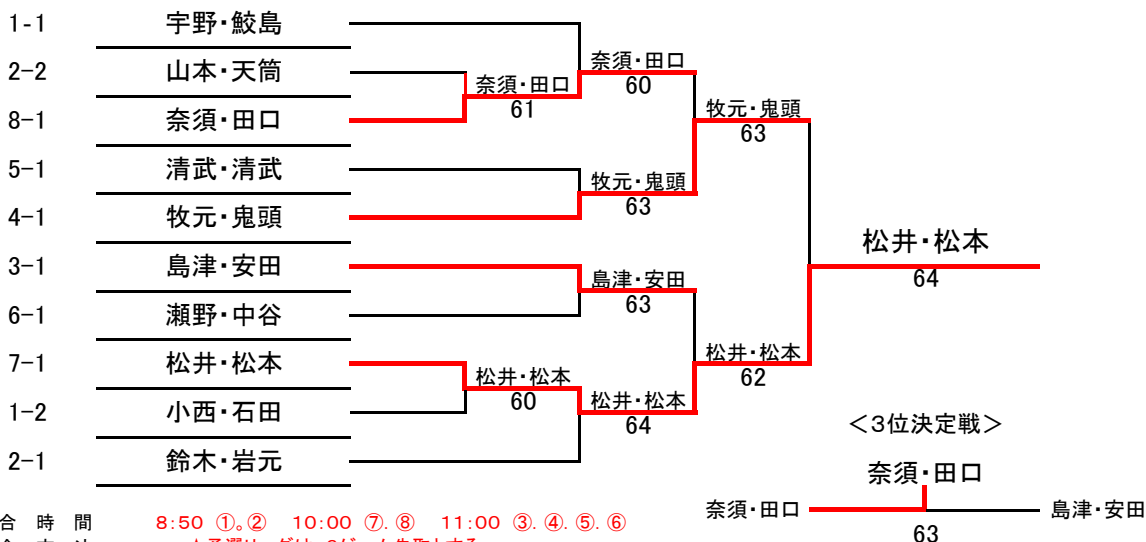 1-1 宇野・鮫島
2-2 山本・天筒
8-1 奈須・田口
5-1 清武・清武
4-1 牧元・鬼頭
3-1 島津・安田
6-1 瀬野・中谷
7-1 松井・松本
1-2 小西・石田
2-1 鈴木・岩元
奈須・田口
61
松井・松本
60
奈須・田口
60
牧元・鬼頭
63
島津・安田
63
松井・松本
64
牧元・鬼頭
63
松井・松本
62
松井・松本
64
＜3位決定戦＞
奈須・田口
奈須・田口 島津・安田
63
合 時 間 8:50 ①。② 10:00 ⑦. ⑧ 11:00 ③. ④. ⑤. ⑥